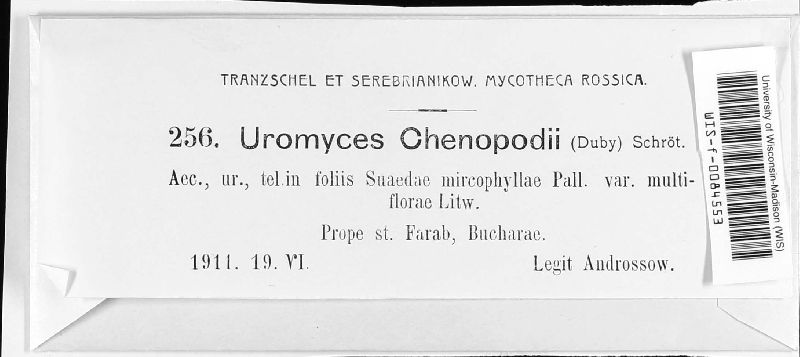 TRANZSCHEL ET SEREBRIANIKOW. MYCOTHECA ROSSICA.
256. Uromyces Chenopodii (Duby) Schröt.
Aec., ur., tel.in foliis Suaedae mircophyllae Pall. var. multi-
florae Litw.
Prope st. Farab, Bucharae.
1911. 19. VI.
Legit Androssow.
WIS-f-0084553
University of Wisconsin-Madison (WIS)